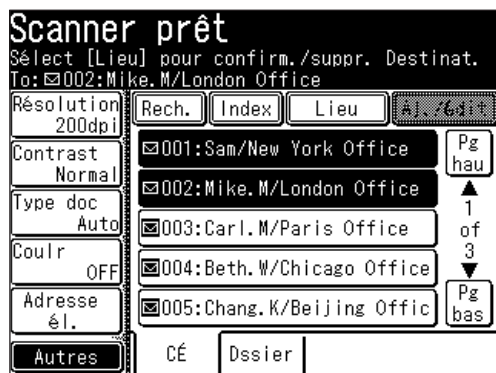 Scanner prêt
Sélect [Lieu] pour confirm./suppr. Destinat.
To:002:Mike.M/London Office
Résolution
200dpi
Rech.
Index
Lieu
Aj./Edit
Contrast
Normal
001:Sam/New York Office
Pg
hau
002:Mike.M/London Office
Type doc
Auto
1
of
3
003:Carl.M/Paris Office
Coulr
OFF
004:Beth.W/Chicago Office
Adresse
él.
005:Chang.K/Beijing Offic
Pg
bas
Autres
CÉ
Dssier